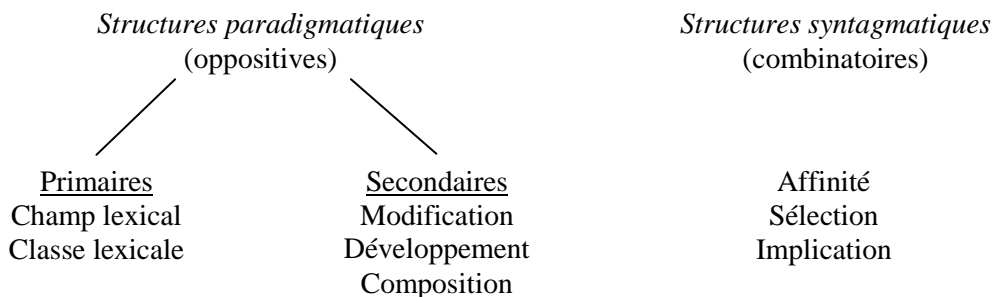 Structures paradigmatiques
(oppositives)
Structures syntagmatiques
(combinatoires)
Primaires
Champ lexical
Classe lexicale
Secondaires
Modification
Développement
Composition
Affinité
Sélection
Implication